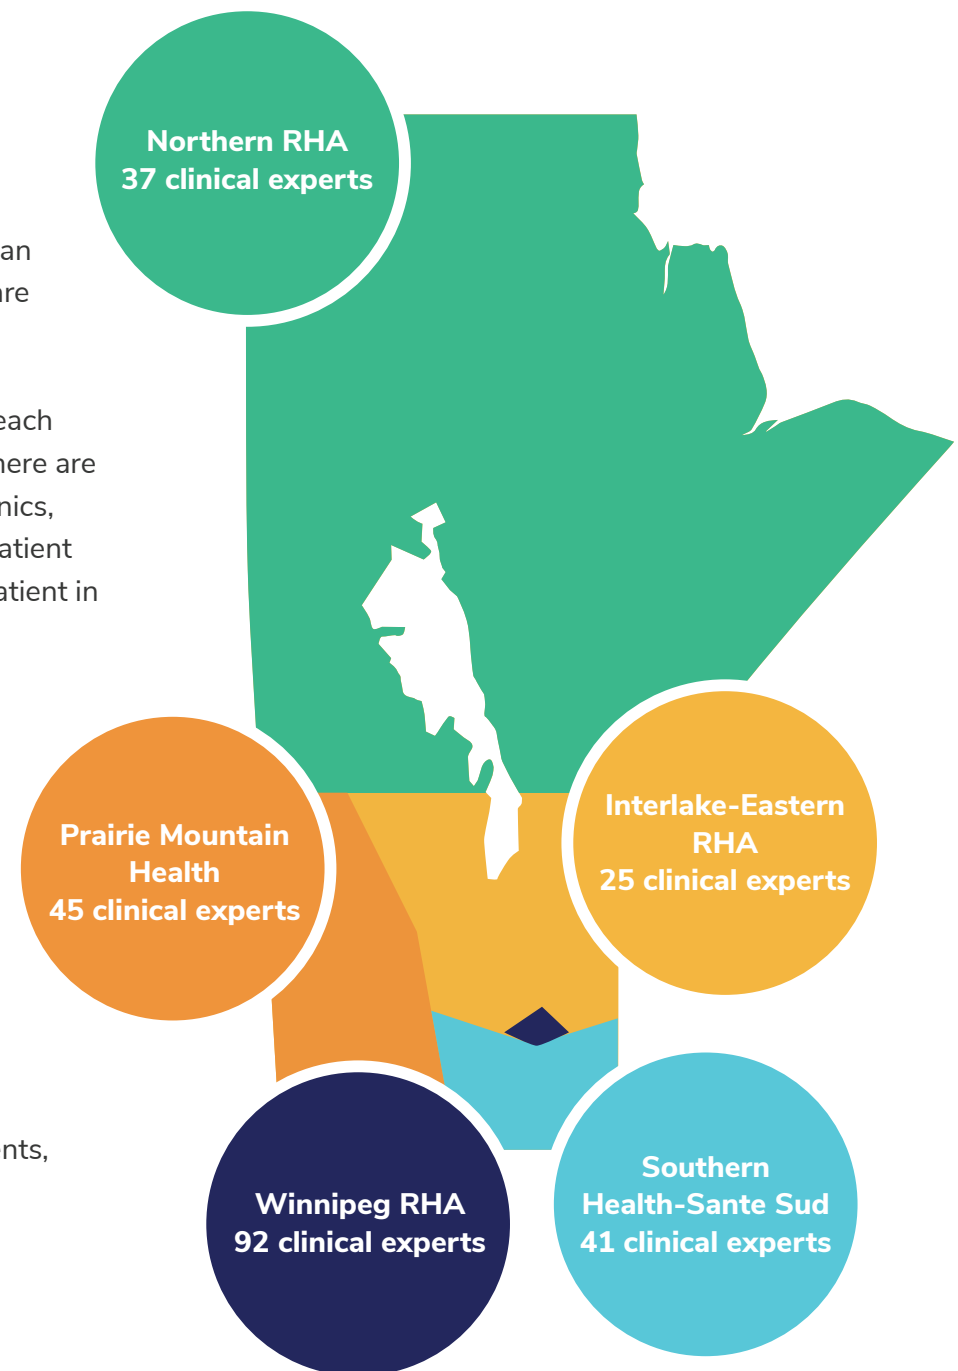 Northern RHA
37 clinical experts
an
are
each
here are
nics,
atient
atient in
Prairie Mountain
Health
45 clinical experts
Interlake-Eastern
RHA
25 clinical experts
nts,
Winnipeg RHA
92 clinical experts
Southern
Health-Sante Sud
41 clinical experts